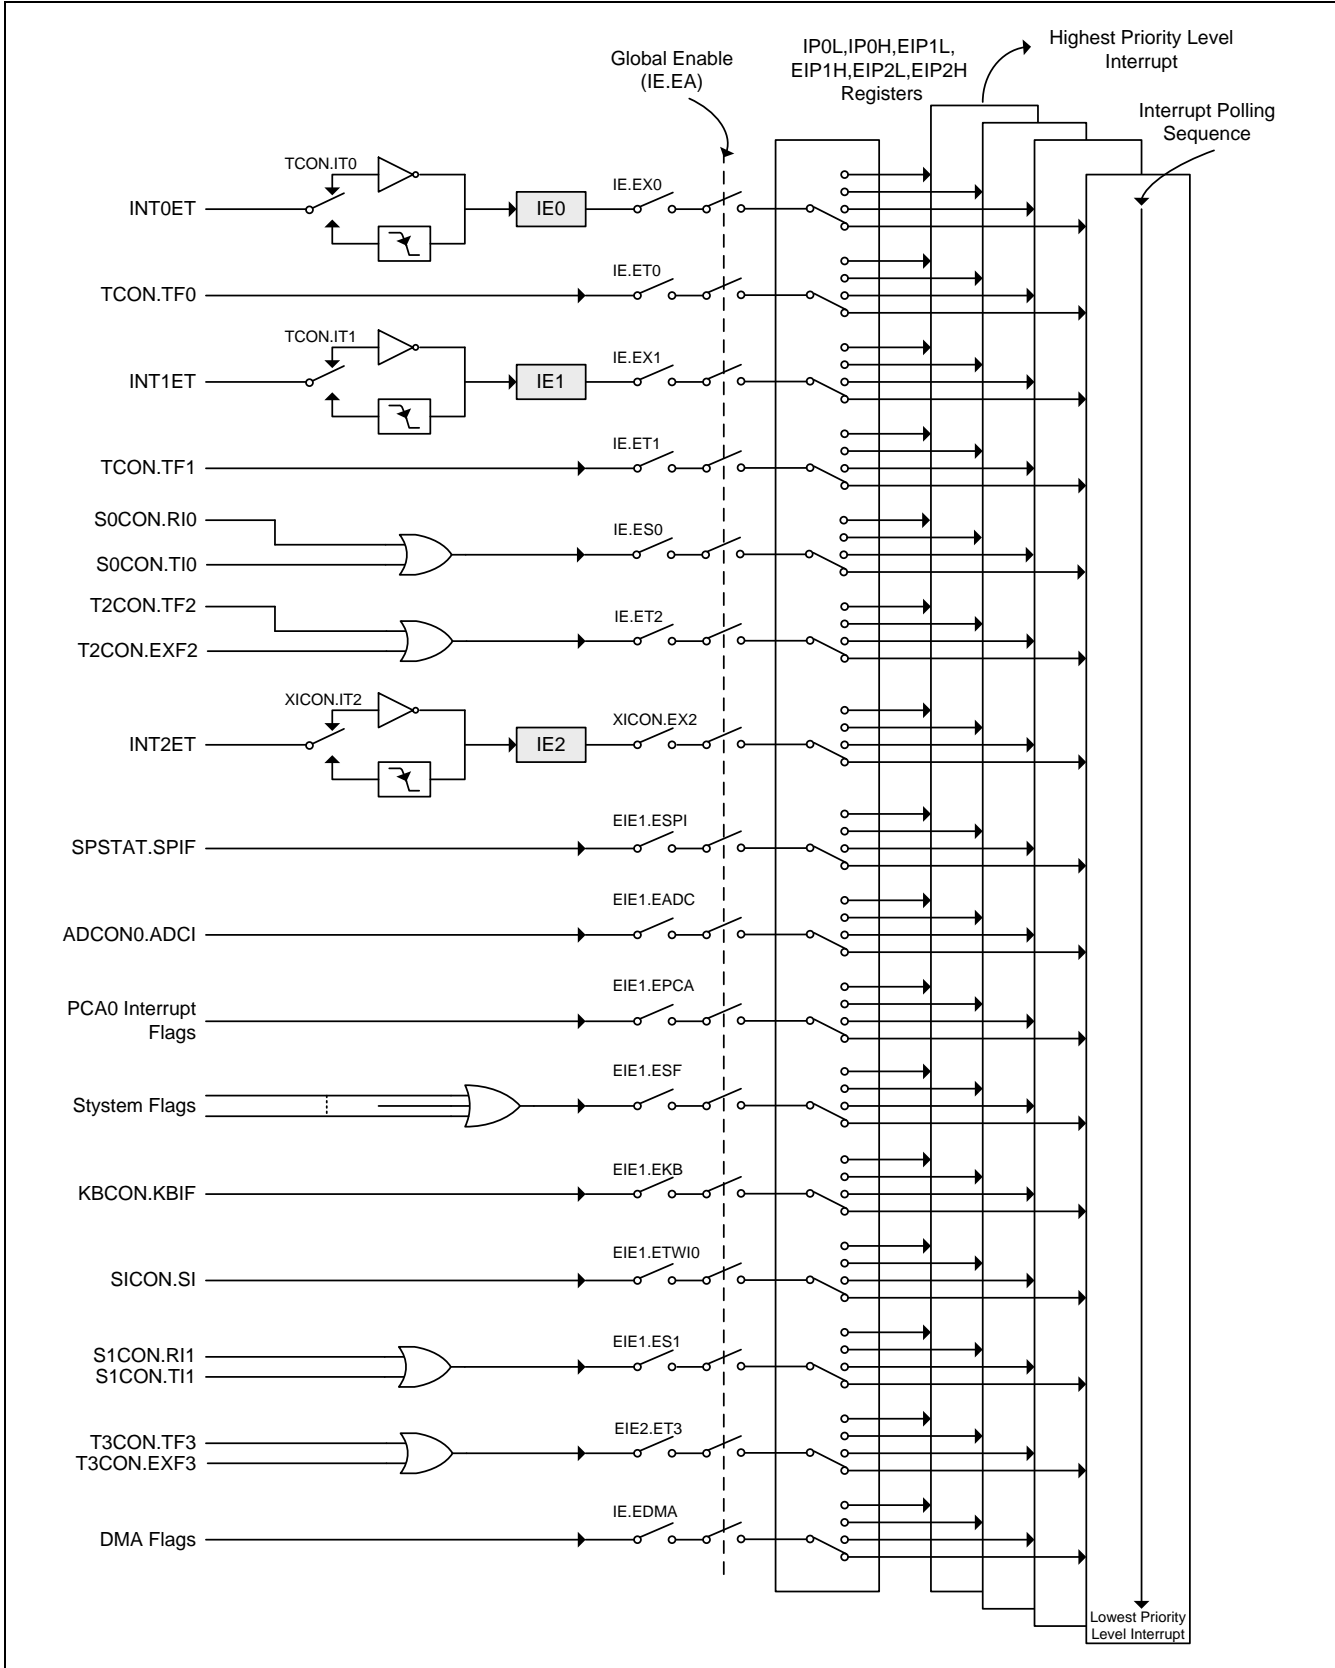 Global Enable
(IE.EA)
IP0L,IP0H,EIP1L,
EIP1H,EIP2L,EIP2H
Registers
Highest Priority Level
Interrupt
Interrupt Polling
Sequence
TCON.IT0
INT0ET
IE0
IE.EX0
TCON.TF0
IE.ET0
TCON.IT1
INT1ET
IE1
IE.EX1
TCON.TF1
IE.ET1
S0CON.RI0
S0CON.TI0
IE.ES0
T2CON.TF2
T2CON.EXF2
IE.ET2
XICON.IT2
INT2ET
IE2
XICON.EX2
SPSTAT.SPIF
EIE1.ESPI
ADCON0.ADCI
EIE1.EADC
PCA0 Interrupt
Flags
EIE1.EPCA
Stystem Flags
EIE1.ESF
KBCON.KBIF
EIE1.EKB
SICON.SI
EIE1.ETWI0
S1CON.RI1
S1CON.TI1
EIE1.ES1
T3CON.TF3
T3CON.EXF3
EIE2.ET3
DMA Flags
IE.EDMA
Lowest Priority
Level Interrupt